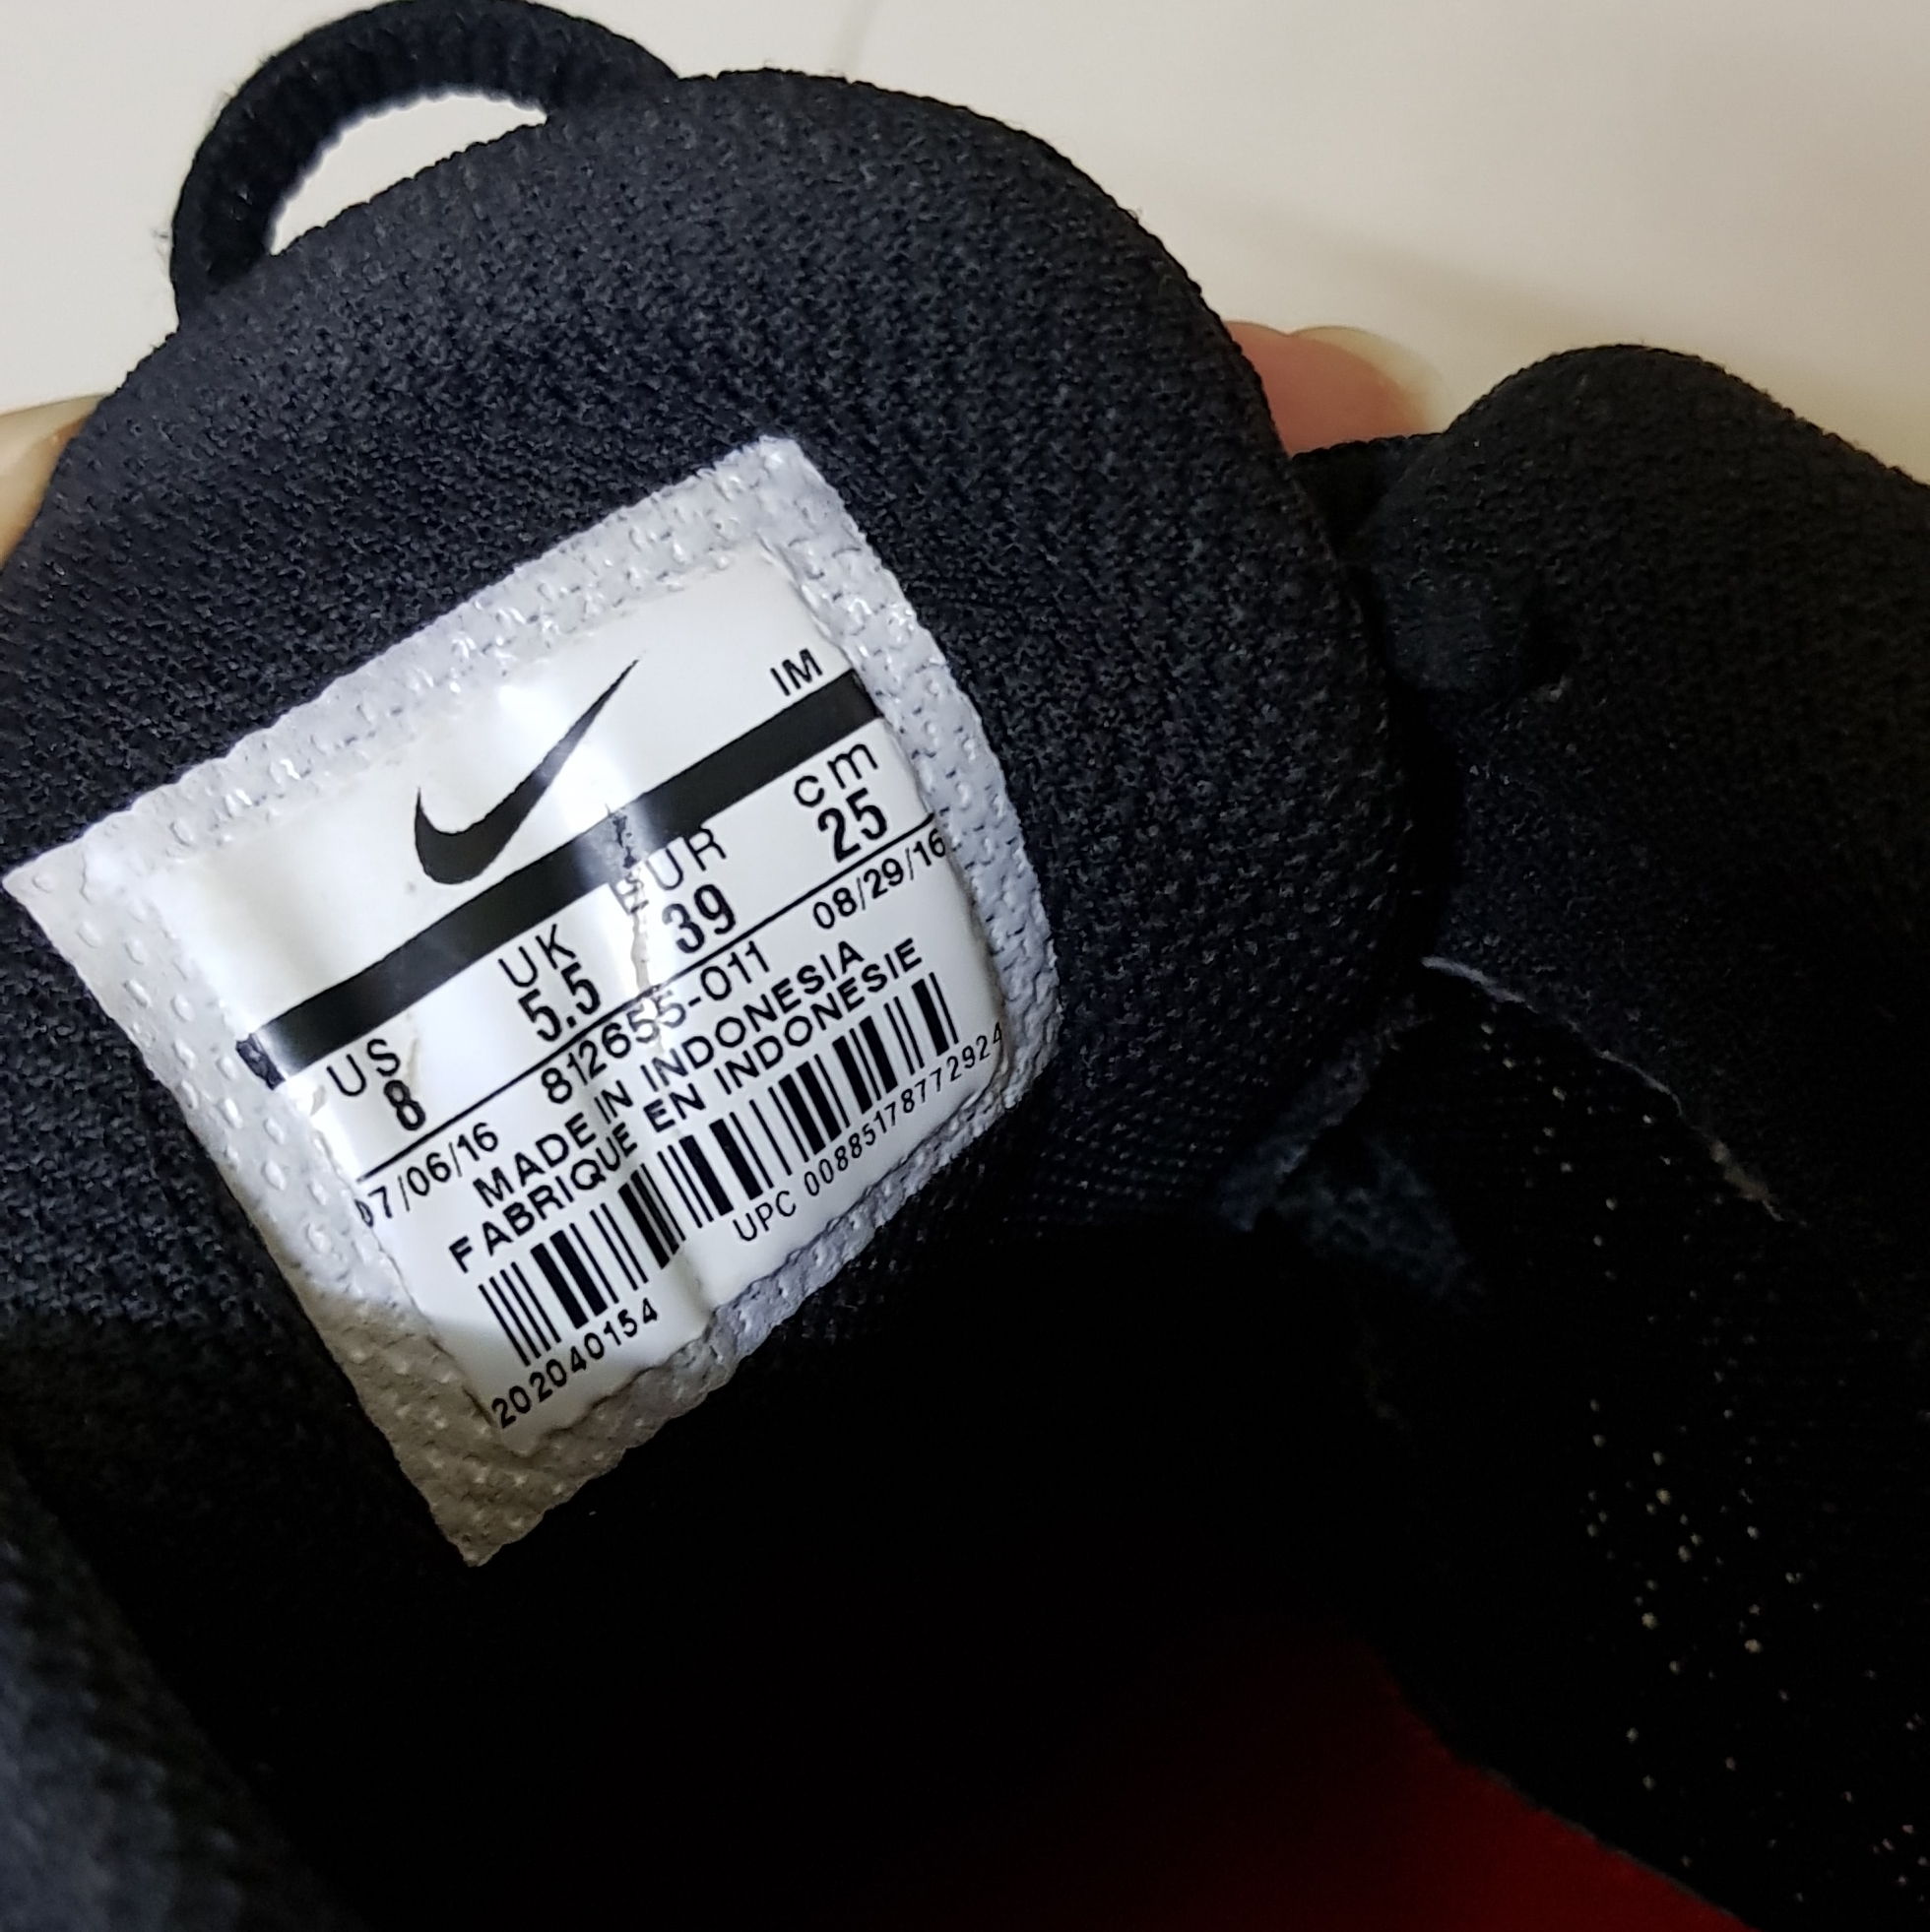 IM
US UK EUR cm
8 5.5 39 25
07/06/16 812655-011 08/29/16
MADE IN INDONESIA
FABRIQUE EN INDONESIE
UPC 00885178772924
202040154